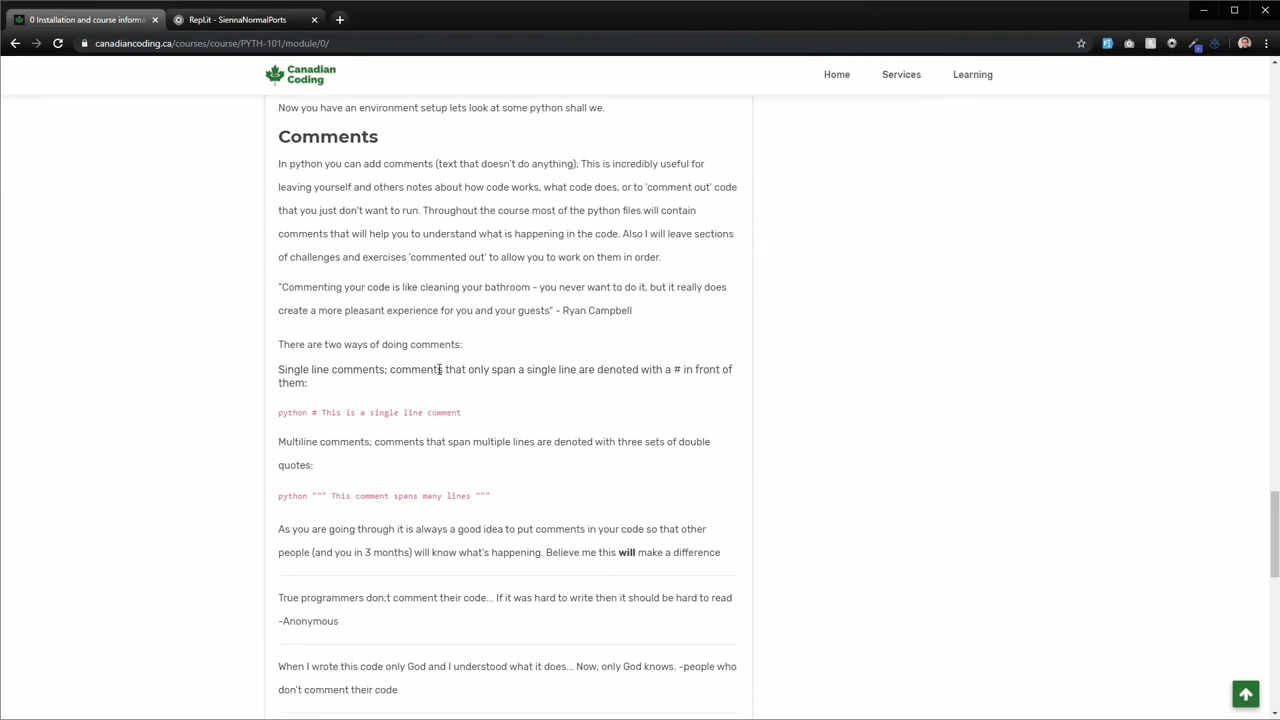 0 Installation and course informa
Repl.it - SiennaNormalPorts
canadiancoding.ca/courses/course/PYTH-101/module/0/
Canadian
Coding
Home
Services
Learning
Now you have an environment setup lets look at some python shall we.
Comments
In python you can add comments (text that doesn't do anything); This is incredibly useful for
leaving yourself and others notes about how code works, what code does, or to 'comment out' code
that you just don't want to run. Throughout the course most of the python files will contain
comments that will help you to understand what is happening in the code. Also I will leave sections
of challenges and exercises 'commented out' to allow you to work on them in order.
"Commenting your code is like cleaning your bathroom - you never want to do it, but it really does
create a more pleasant experience for you and your guests" - Ryan Campbell
There are two ways of doing comments:
Single line comments; comments that only span a single line are denoted with a # in front of
them:
python # This is a single line comment
Multiline comments; comments that span multiple lines are denoted with three sets of double
quotes:
python """ This comment spans many lines """
As you are going through it is always a good idea to put comments in your code so that other
people (and you in 3 months) will know what's happening. Believe me this will make a difference
True programmers don;t comment their code... If it was hard to write then it should be hard to read
-Anonymous
When I wrote this code only God and I understood what it does... Now, only God knows. -people who
don't comment their code